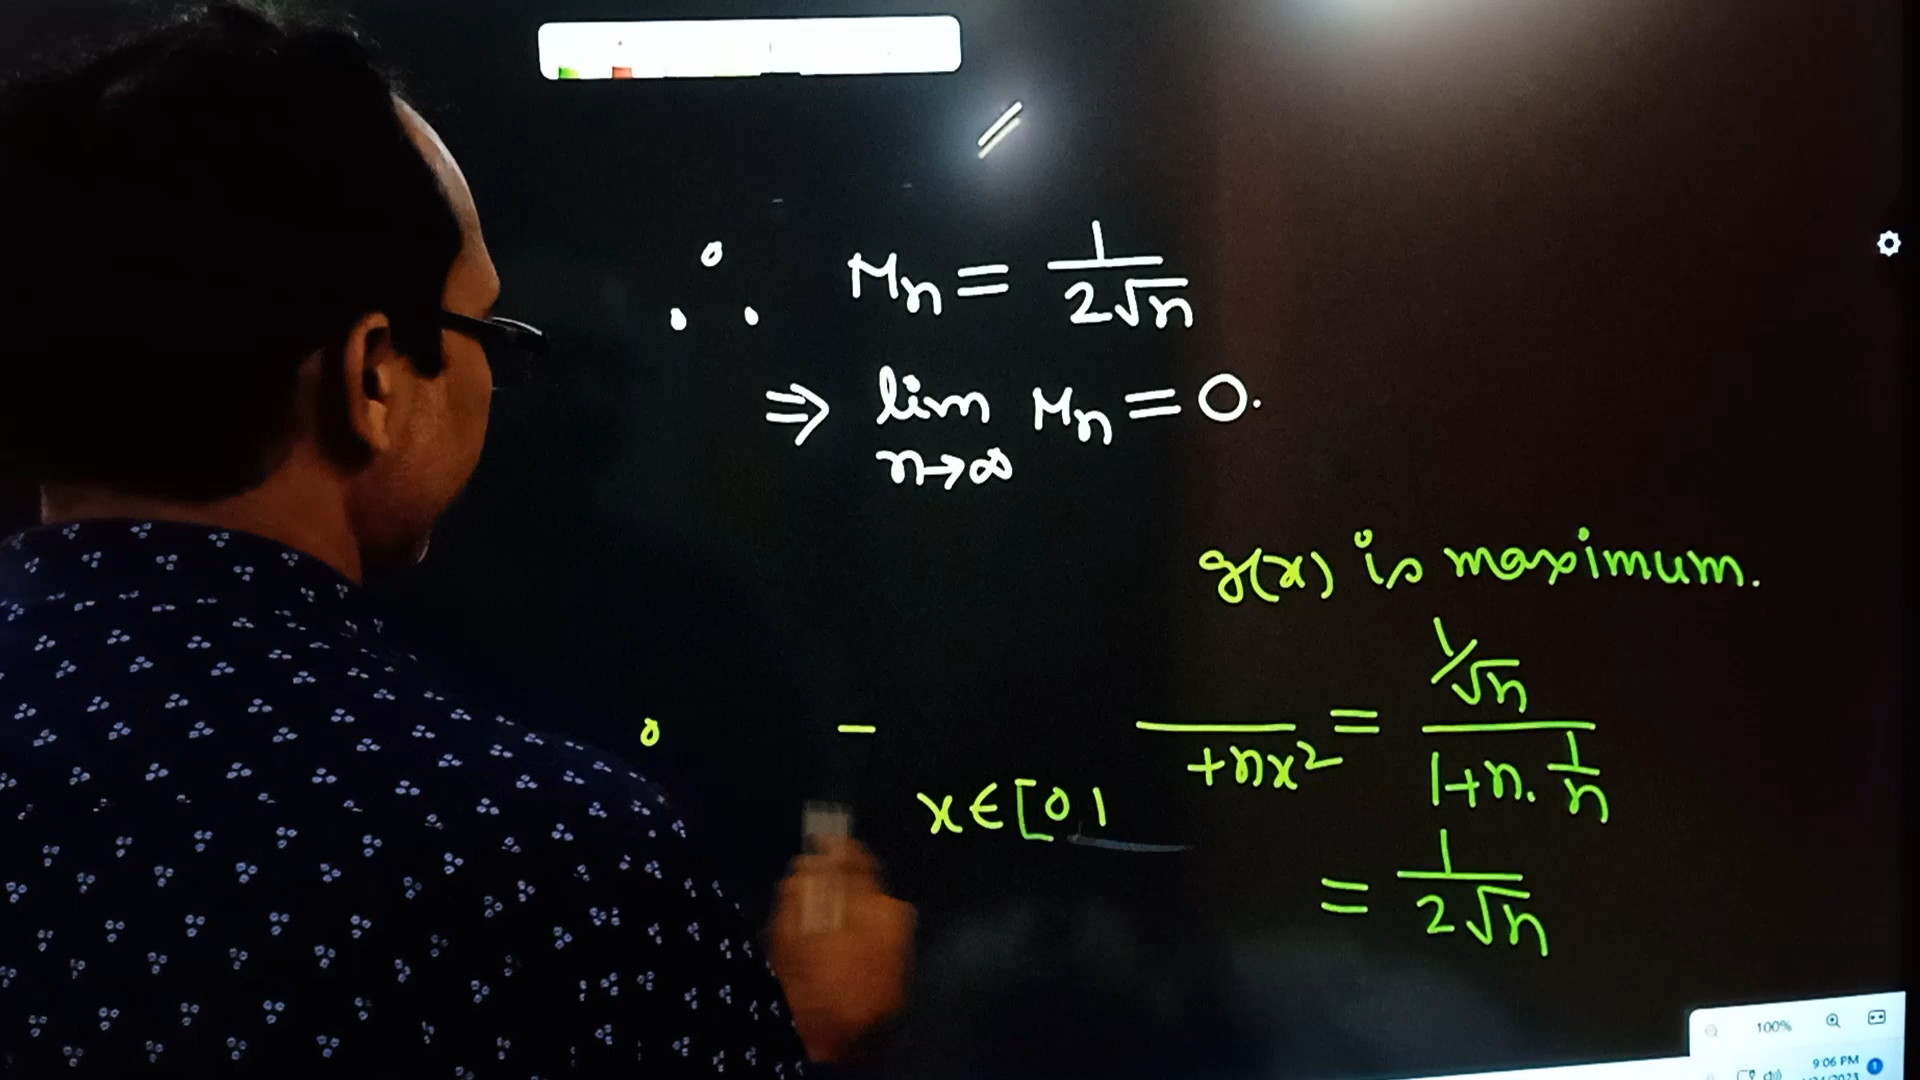 ∴ Mn = 1/2√n
⇒ lim n→∞ Mn = 0.
g(x) is maximum.
+nx² = 1/√n / 1+n.1/n
x ∈ [0 1
= 1/2√n
100%
9:06 PM